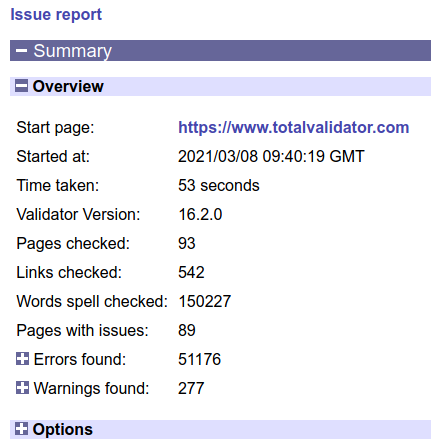 Issue report
Summary
Overview
Start page: https://www.totalvalidator.com
Started at: 2021/03/08 09:40:19 GMT
Time taken: 53 seconds
Validator Version: 16.2.0
Pages checked: 93
Links checked: 542
Words spell checked: 150227
Pages with issues: 89
Errors found: 51176
Warnings found: 277
Options